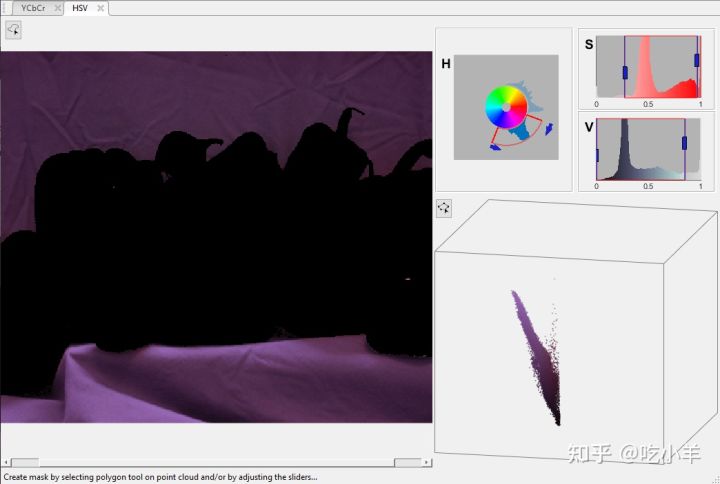 YCbCr
HSV
H
S
0 0.5 1
V
0 0.5 1
Create mask by selecting polygon tool on point cloud and/or by adjusting the sliders...
知乎 @吃小羊